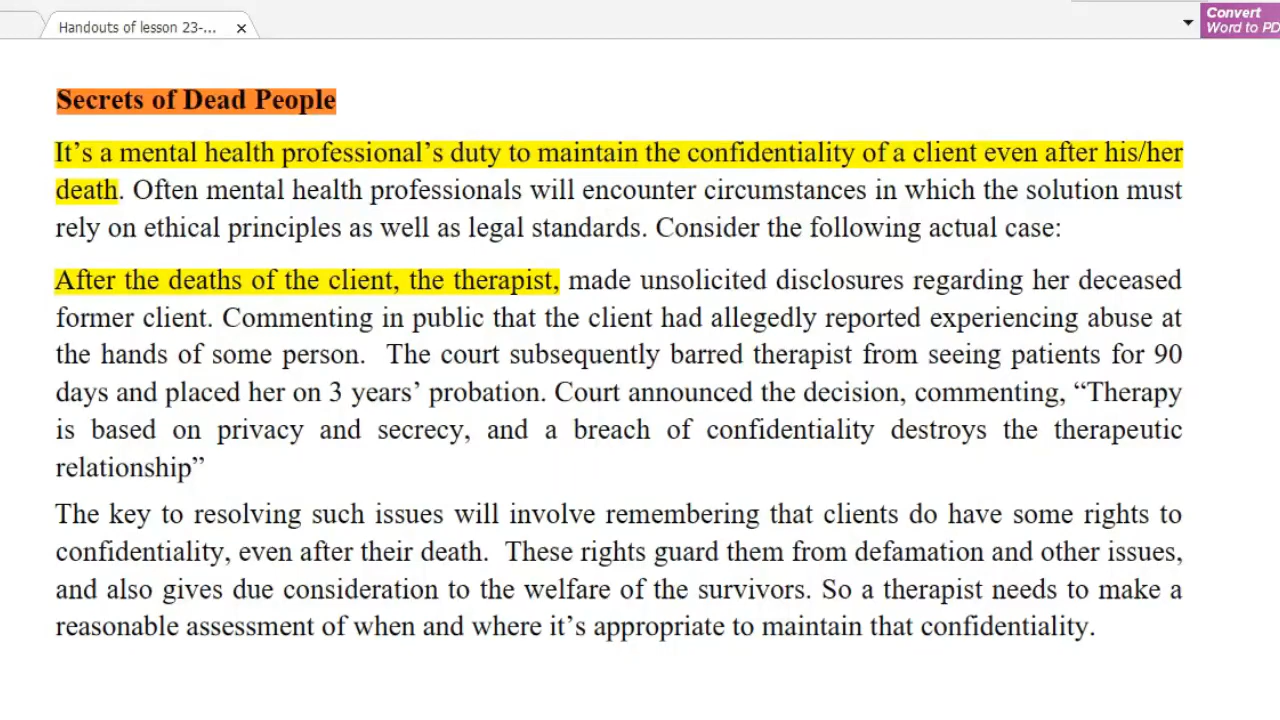 Handouts of lesson 23-...
Convert
Word to PD
Secrets of Dead People
It’s a mental health professional’s duty to maintain the confidentiality of a client even after his/her
death. Often mental health professionals will encounter circumstances in which the solution must
rely on ethical principles as well as legal standards. Consider the following actual case:
After the deaths of the client, the therapist, made unsolicited disclosures regarding her deceased
former client. Commenting in public that the client had allegedly reported experiencing abuse at
the hands of some person. The court subsequently barred therapist from seeing patients for 90
days and placed her on 3 years’ probation. Court announced the decision, commenting, “Therapy
is based on privacy and secrecy, and a breach of confidentiality destroys the therapeutic
relationship”
The key to resolving such issues will involve remembering that clients do have some rights to
confidentiality, even after their death. These rights guard them from defamation and other issues,
and also gives due consideration to the welfare of the survivors. So a therapist needs to make a
reasonable assessment of when and where it’s appropriate to maintain that confidentiality.